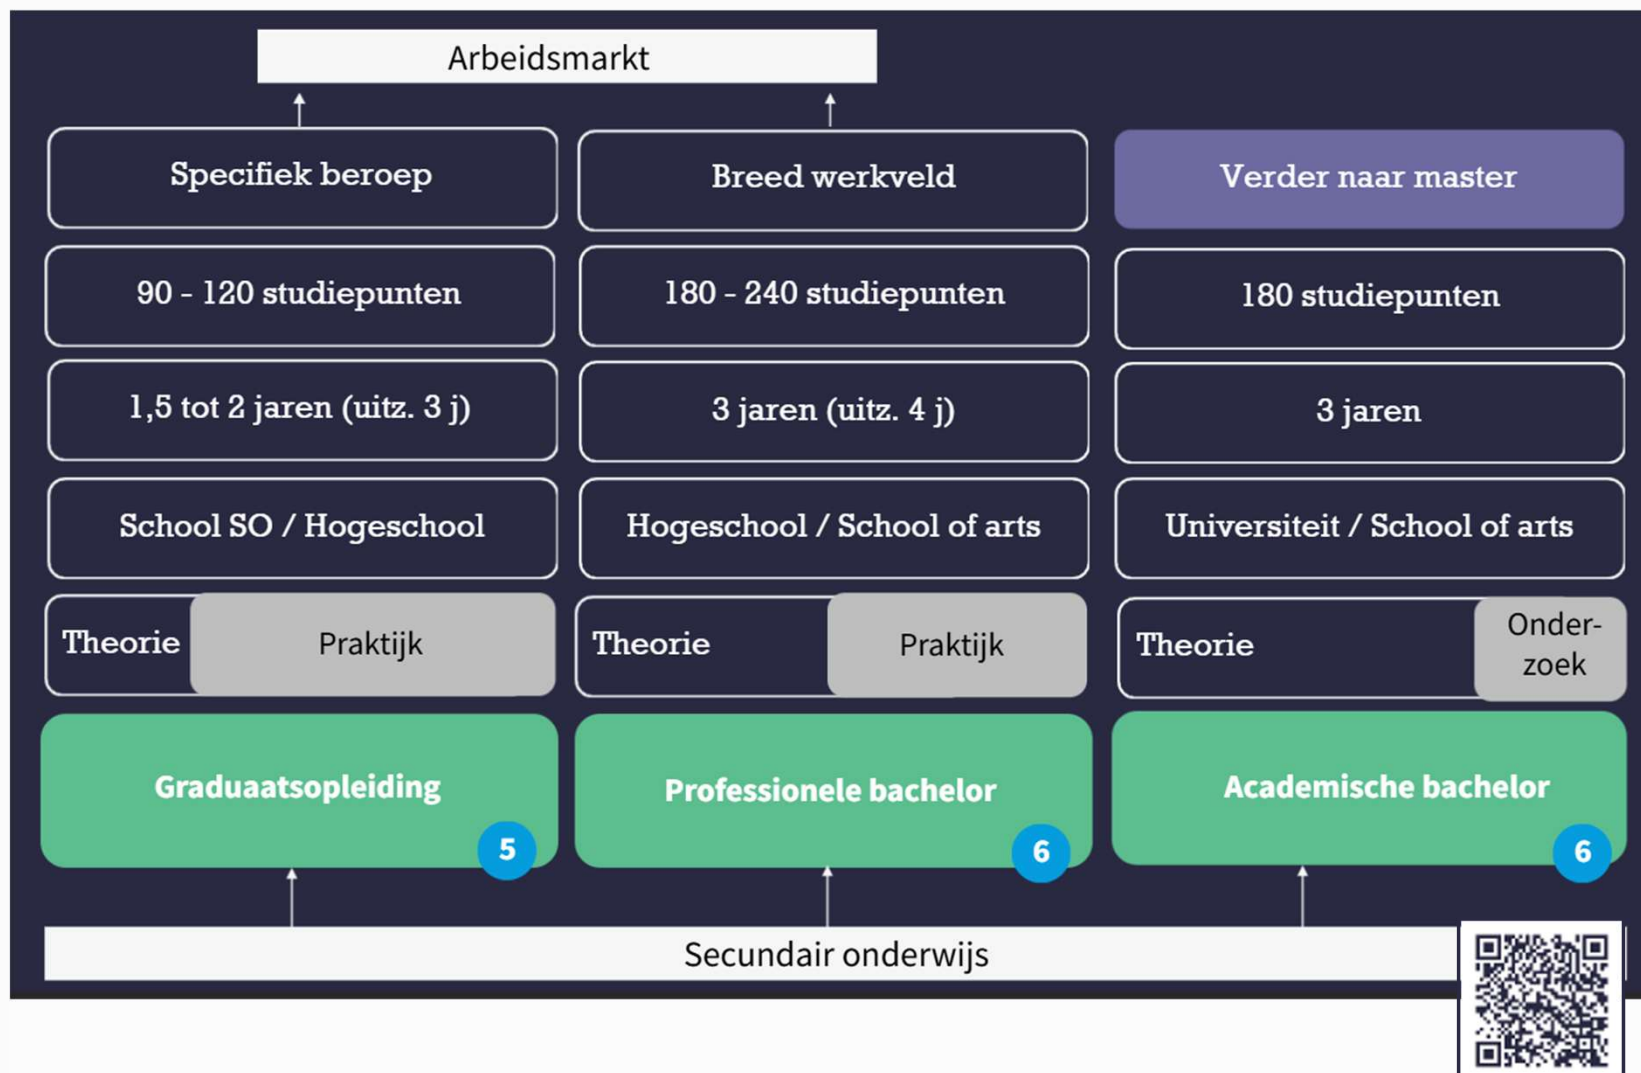 Arbeidsmarkt
Specifiek beroep
Breed werkveld
Verder naar master
90 - 120 studiepunten
180 - 240 studiepunten
180 studiepunten
1,5 tot 2 jaren (uitz. 3 j)
3 jaren (uitz. 4 j)
3 jaren
School SO / Hogeschool
Hogeschool / School of arts
Universiteit / School of arts
Theorie
Praktijk
Theorie
Praktijk
Theorie
Onder-
zoek
Graduaatsopleiding
5
Professionele bachelor
6
Academische bachelor
6
Secundair onderwijs